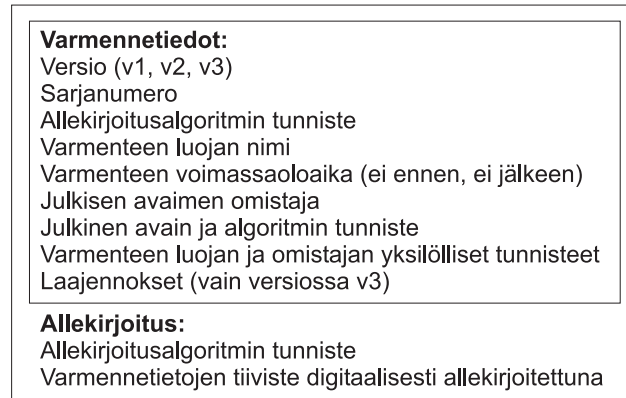 Varmennetiedot:
Versio (v1, v2, v3)
Sarjanumero
Allekirjoitusalgoritmin tunniste
Varmenteen luojan nimi
Varmenteen voimassaoloaika (ei ennen, ei jälkeen)
Julkisen avaimen omistaja
Julkinen avain ja algoritmin tunniste
Varmenteen luojan ja omistajan yksilölliset tunnisteet
Laajennokset (vain versiossa v3)
Allekirjoitus:
Allekirjoitusalgoritmin tunniste
Varmennetietojen tiiviste digitaalisesti allekirjoitettuna